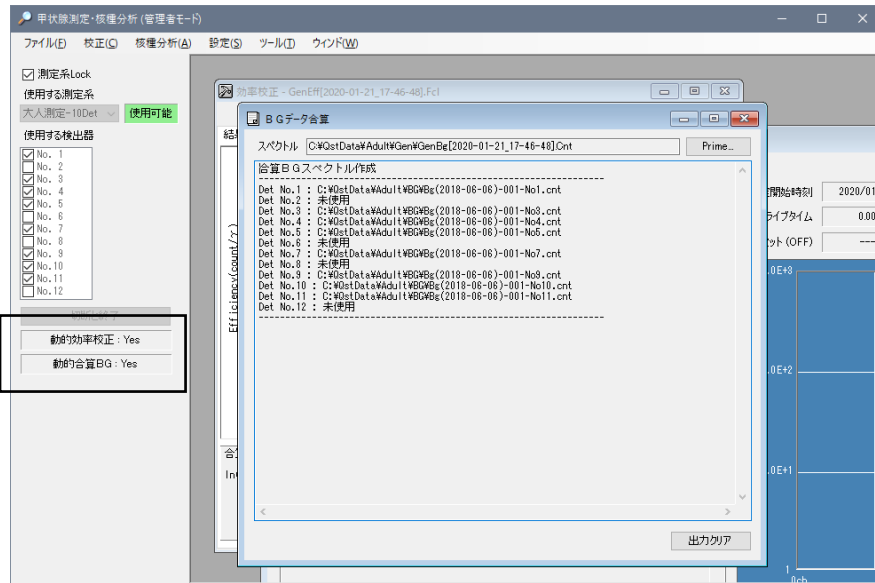 甲状腺測定・核種分析 (管理者モード)
ファイル(F) 校正(C) 核種分析(A) 設定(S) ツール(T) ウィンドウ(W)
測定系Lock
使用する測定系
大人測定-10Det
使用可能
使用する検出器
No. 1
No. 2
No. 3
No. 4
No. 5
No. 6
No. 7
No. 8
No. 9
No.10
No.11
No.12
動的効率校正 : Yes
動的合算BG : Yes
効率校正 - GenEff[2020-01-21_17-46-48].Fcl
Efficiency(count/γ)
BGデータ合算
スペクトル C:¥QstData¥Adult¥Gen¥GenBg[2020-01-21_17-46-48].Cnt Prime...
合算BGスペクトル作成
------------------------------------------------------------
Det No.1 : C:¥QstData¥Adult¥BG¥Bg(2018-06-06)-001-No1.cnt
Det No.2 : 未使用
Det No.3 : C:¥QstData¥Adult¥BG¥Bg(2018-06-06)-001-No3.cnt
Det No.4 : C:¥QstData¥Adult¥BG¥Bg(2018-06-06)-001-No4.cnt
Det No.5 : C:¥QstData¥Adult¥BG¥Bg(2018-06-06)-001-No5.cnt
Det No.6 : 未使用
Det No.7 : C:¥QstData¥Adult¥BG¥Bg(2018-06-06)-001-No7.cnt
Det No.8 : 未使用
Det No.9 : C:¥QstData¥Adult¥BG¥Bg(2018-06-06)-001-No9.cnt
Det No.10 : C:¥QstData¥Adult¥BG¥Bg(2018-06-06)-001-No10.cnt
Det No.11 : C:¥QstData¥Adult¥BG¥Bg(2018-06-06)-001-No11.cnt
Det No.12 : 未使用
------------------------------------------------------------
出力クリア
開始時刻 2020/01
ライブタイム 0.00
セット (OFF) ---
.0E+3
.0E+2
.0E+1
1
0ch